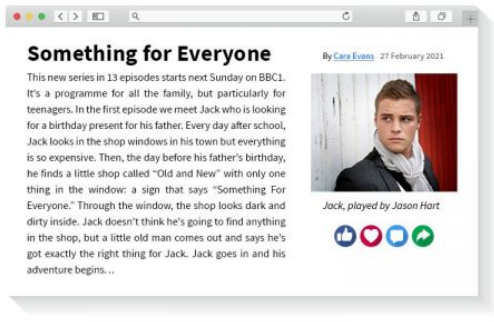 Something for Everyone
By Cara Evans 27 February 2021
This new series in 13 episodes starts next Sunday on BBC1.
It's a programme for all the family, but particularly for
teenagers. In the first episode we meet Jack who is looking
for a birthday present for his father. Every day after school,
Jack looks in the shop windows in his town but everything
is so expensive. Then, the day before his father's birthday,
he finds a little shop called “Old and New” with only one
thing in the window: a sign that says “Something For
Everyone.” Through the window, the shop looks dark and
dirty inside. Jack doesn't think he's going to find anything
in the shop, but a little old man comes out and says he's
got exactly the right thing for Jack. Jack goes in and his
adventure begins…
Jack, played by Jason Hart